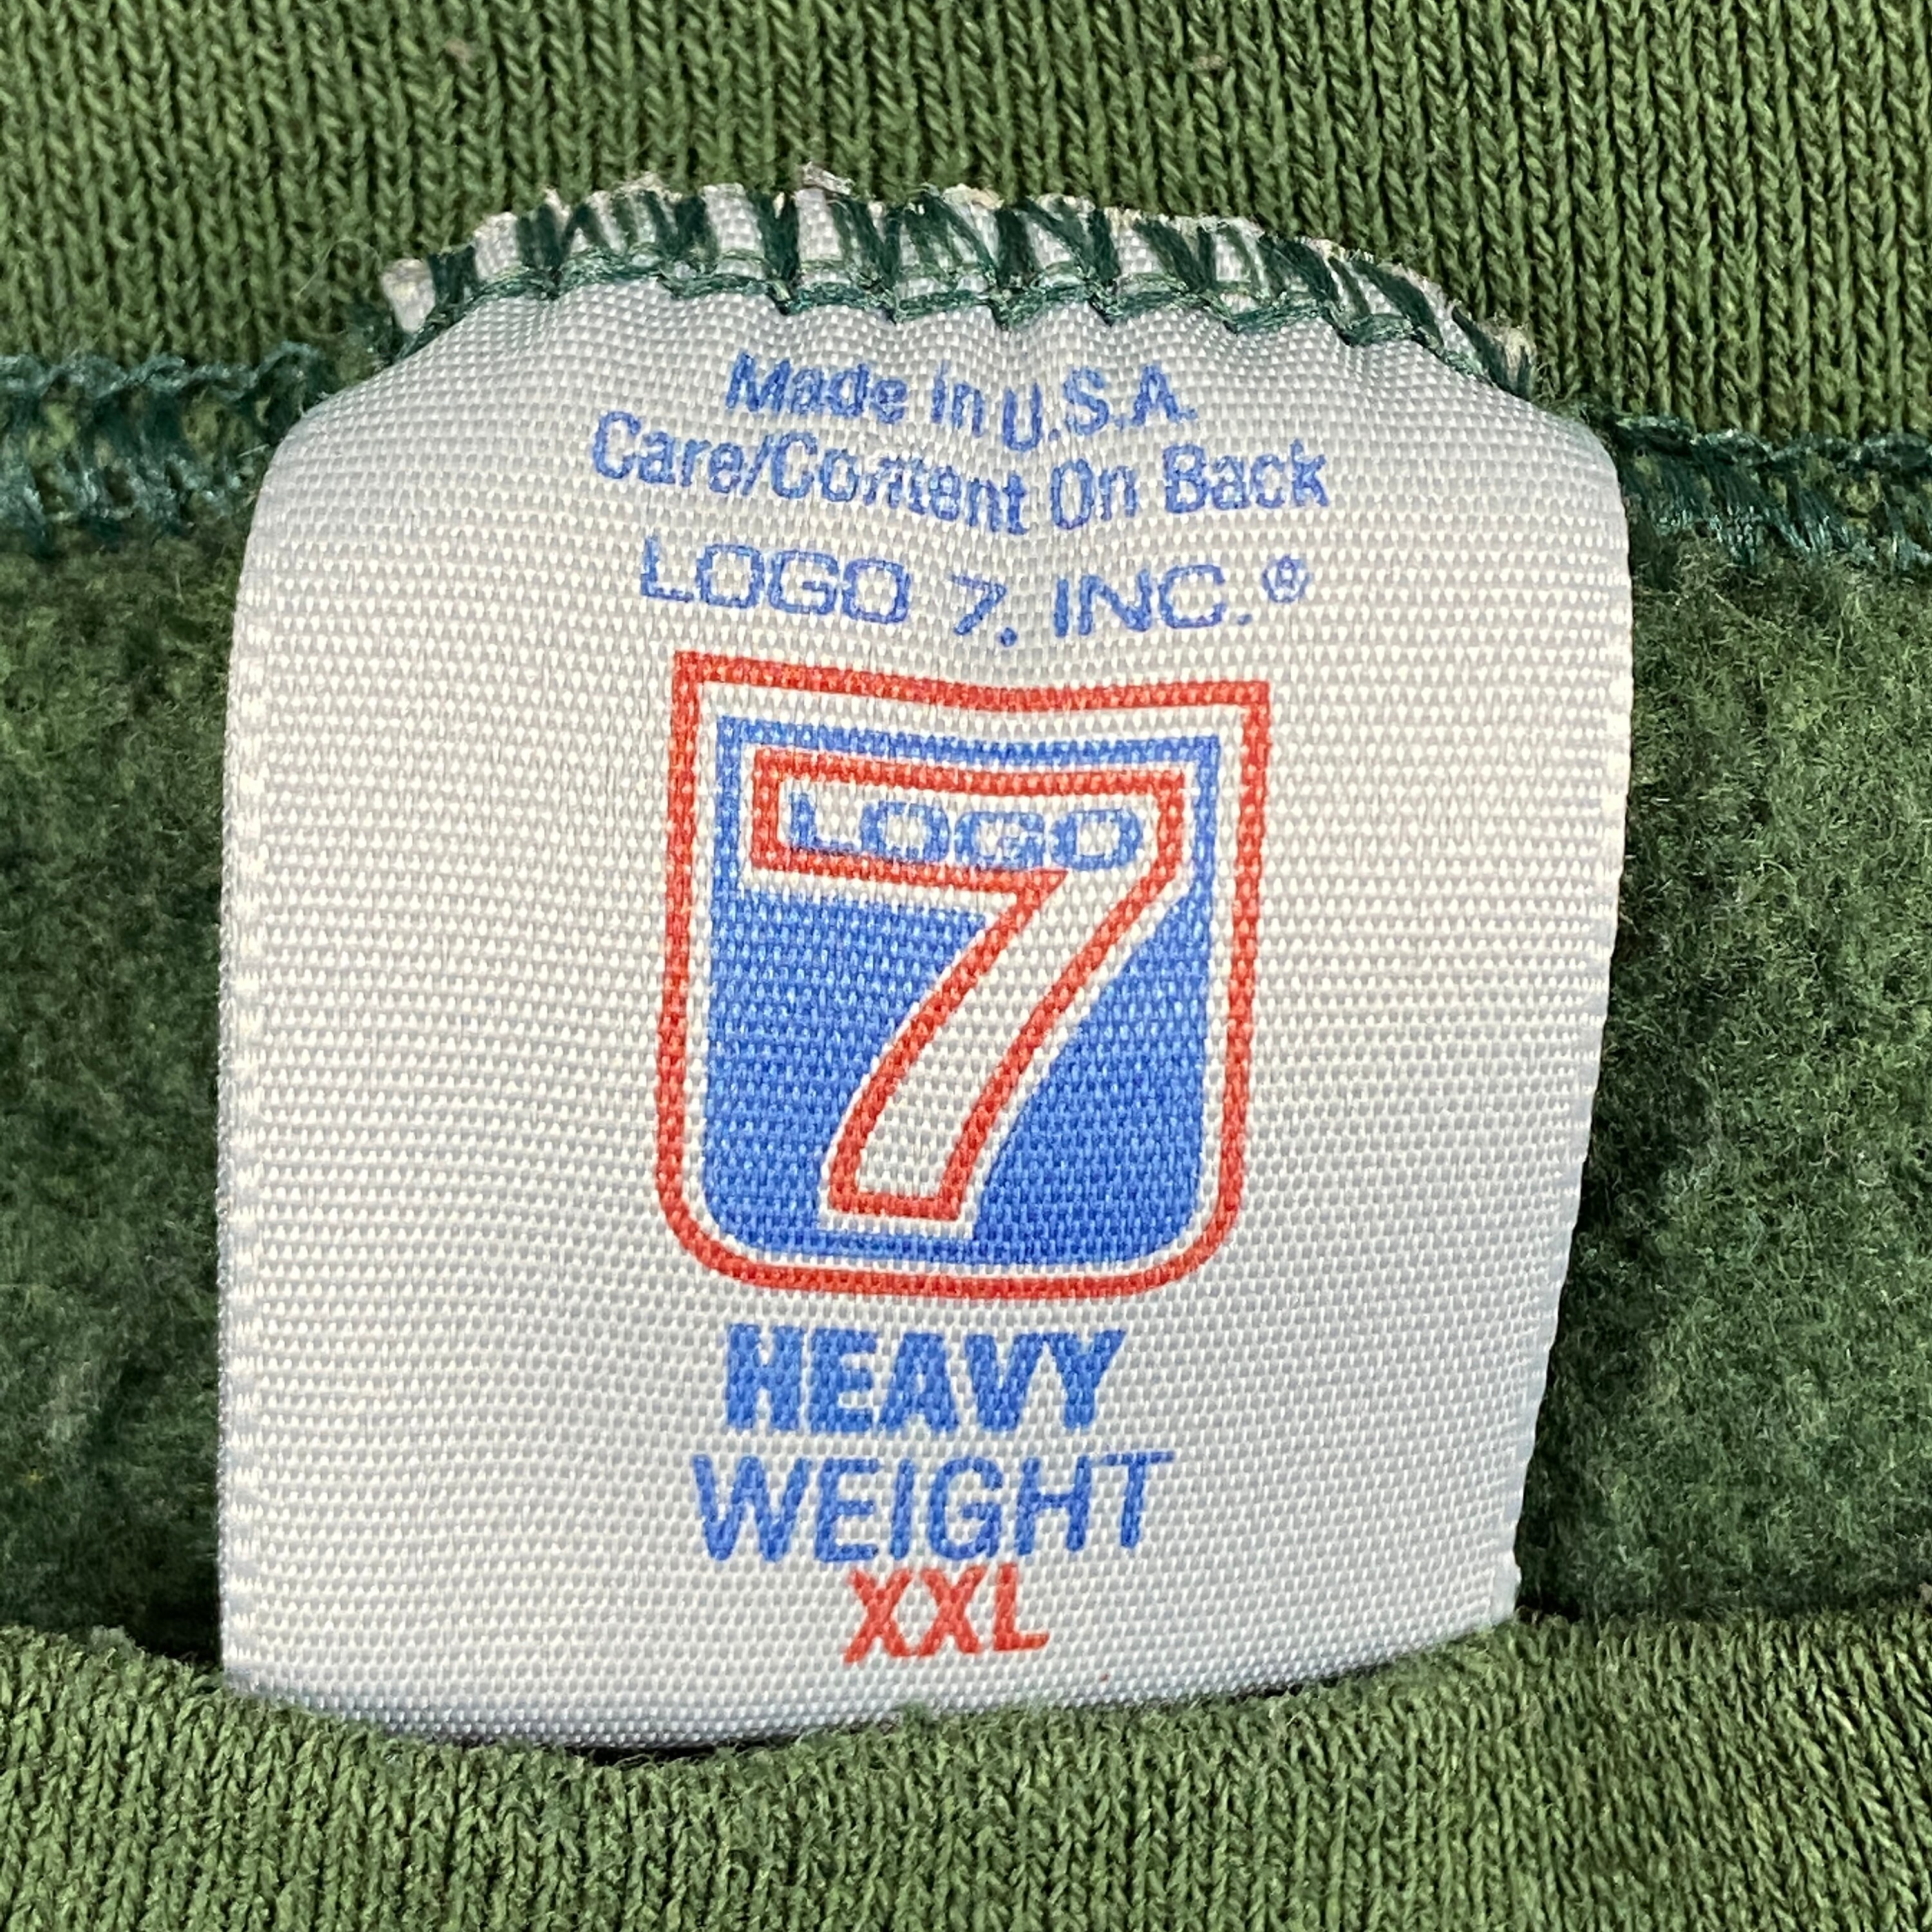 Made in U.S.A.
Care/Content On Back
LOGO 7, INC.®
LOGO
7
HEAVY
WEIGHT
XXL